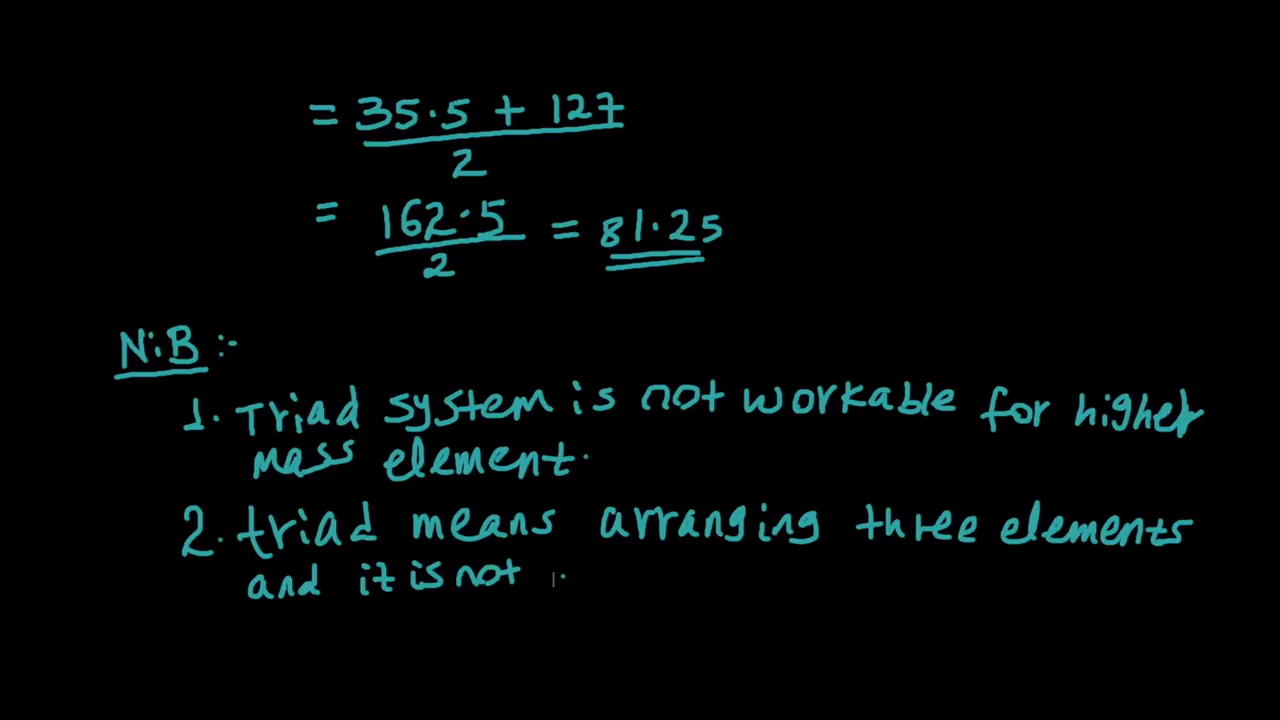 = 35.5 + 127
2
= 162.5 = 81.25
2
N.B :-
1. Triad system is not workable for higher
mass element.
2. triad means arranging three elements
and it is not